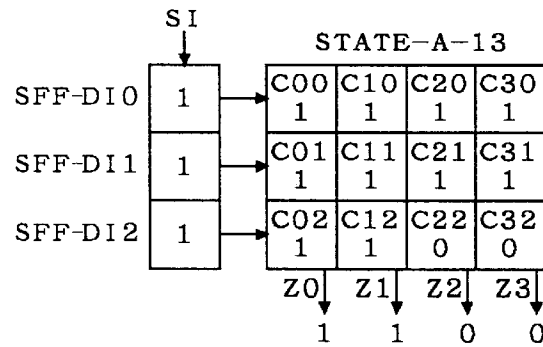 SI
STATE-A-13
SFF-DI0 1 C00 C10 C20 C30
1 1 1 1
SFF-DI1 1 C01 C11 C21 C31
1 1 1 1
SFF-DI2 1 C02 C12 C22 C32
1 1 0 0
Z0 Z1 Z2 Z3
1 1 0 0